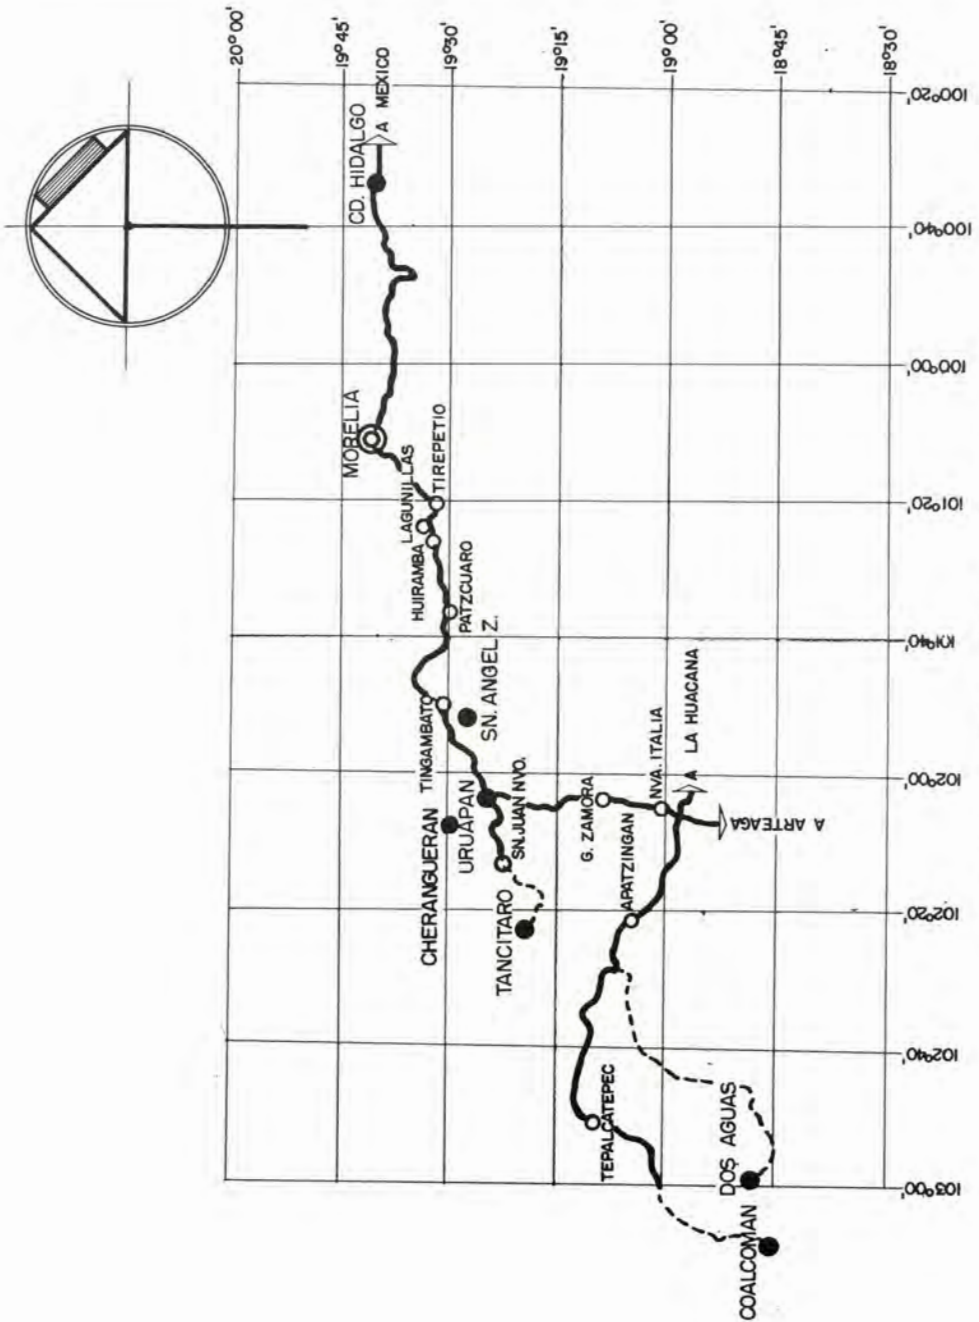 20°00'
19°45'
19°30'
19°15'
19°00'
18°45'
18°30'
100°20'
100°40'
100°00'
101°20'
101°40'
102°00'
102°20'
102°40'
103°00'
A MEXICO
CD. HIDALGO
MORELIA
TIREPETIO
LAGUNILLAS
HUIRAMBA
PATZCUARO
SN. ANGEL Z.
TINGAMBATO
URUAPAN
CHERANGUERAN
SN. JUAN NVO.
TANCITARO
G. ZAMORA
NVA. ITALIA
A LA HUACANA
A ARTEAGA
APATZINGAN
TEPALCATEPEC
DOS AGUAS
COALCOMAN